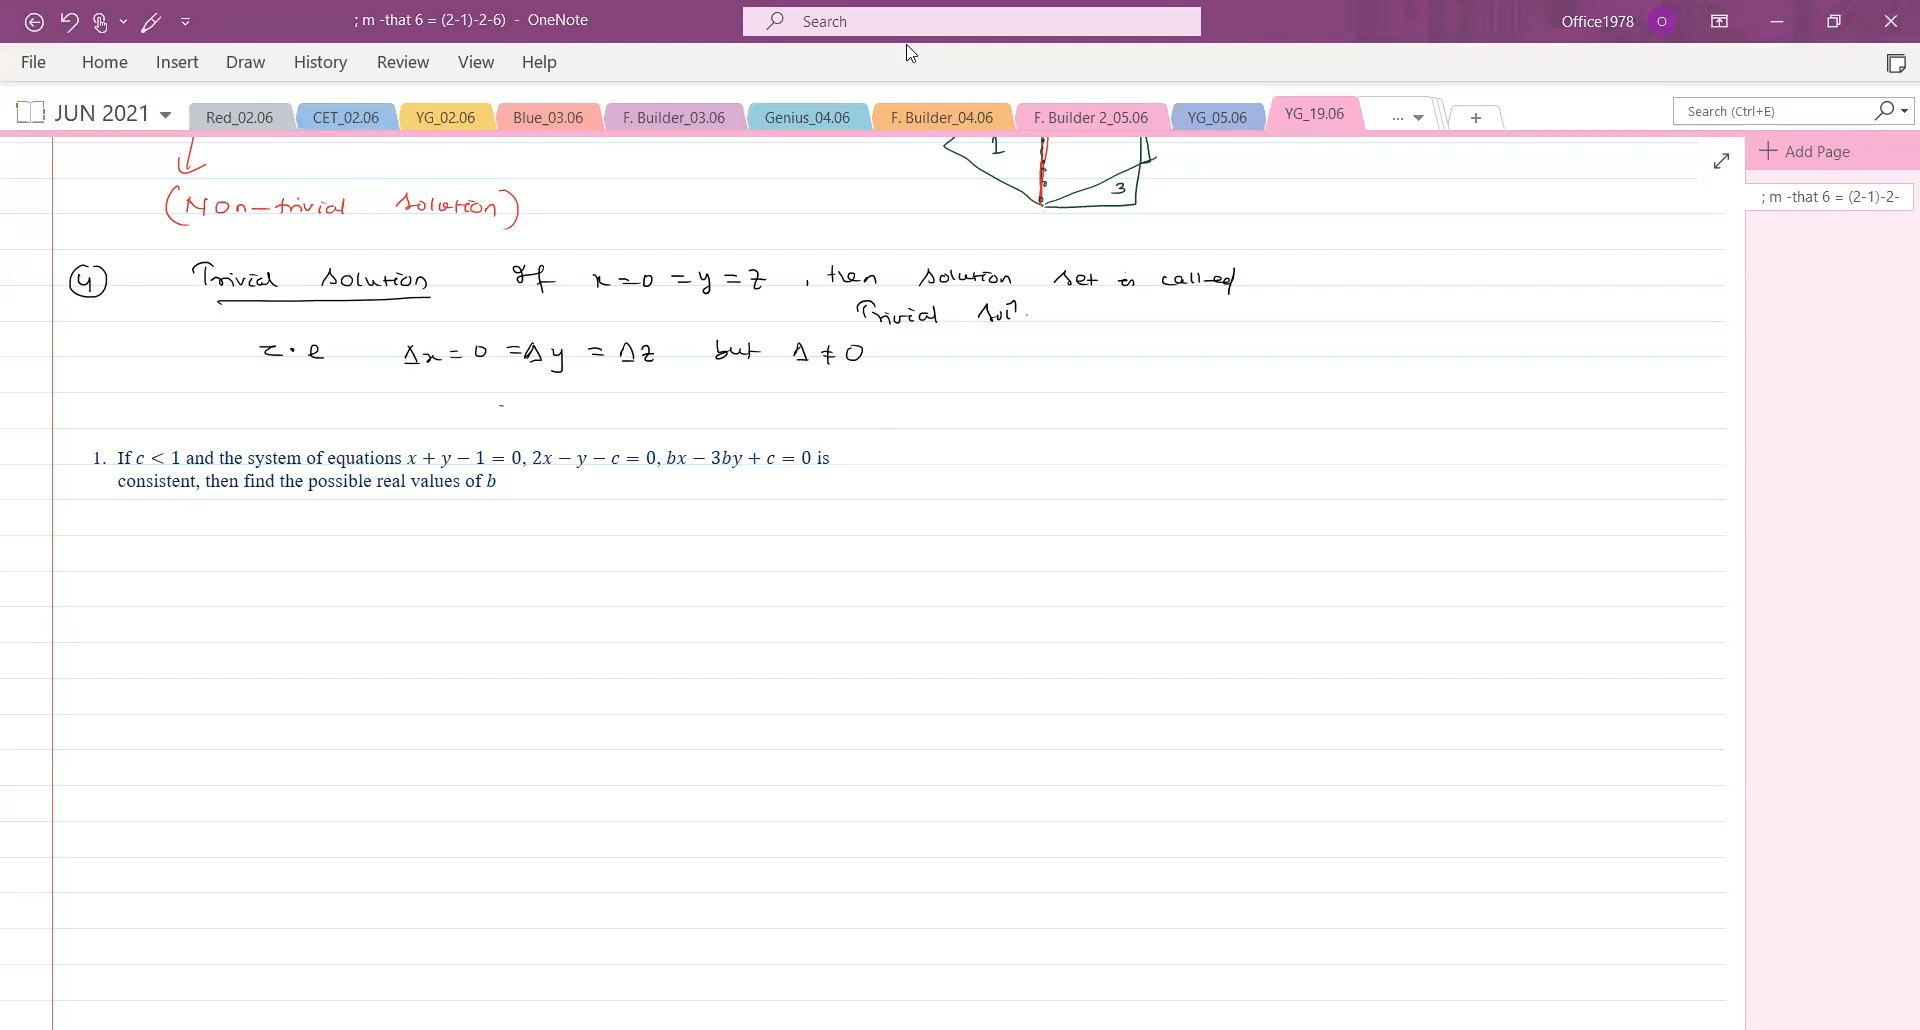 ; m -that 6 = (2-1)-2-6) - OneNote
Search
Office1978
O
File Home Insert Draw History Review View Help
JUN 2021
Red_02.06 CET_02.06 YG_02.06 Blue_03.06 F. Builder_03.06 Genius_04.06 F. Builder_04.06 F. Builder 2_05.06 YG_05.06 YG_19.06 ... +
Search (Ctrl+E)
Add Page
; m -that 6 = (2-1)-2-
1
3
(Non-trivial solution)
(4) Trivial solution If x=0=y=z, then solution set is called
Trivial solⁿ.
i.e Δx=0=Δy=Δz but Δ≠0
1. If c < 1 and the system of equations x + y − 1 = 0, 2x − y − c = 0, bx − 3by + c = 0 is
consistent, then find the possible real values of b